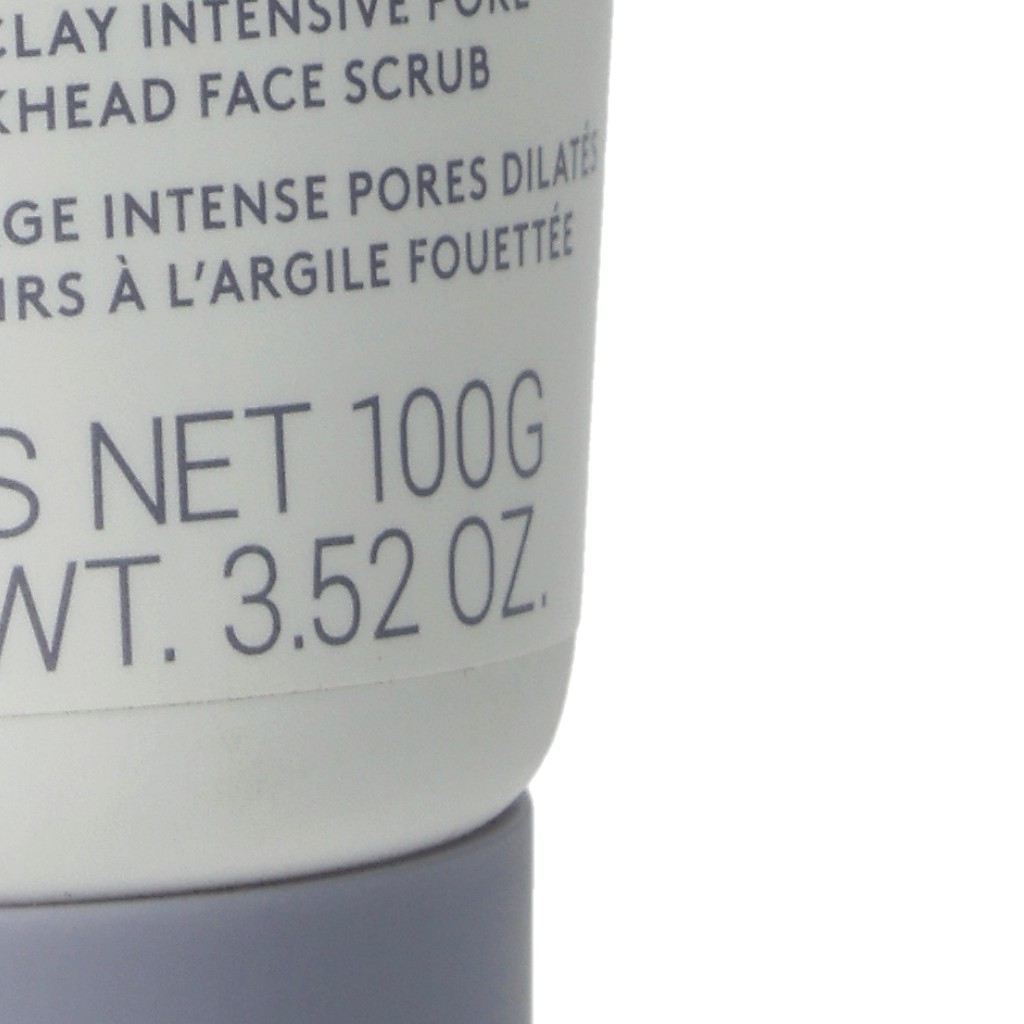 CLAY INTENSIVE PORE
KHEAD FACE SCRUB
GE INTENSE PORES DILATÉS
IRS À L'ARGILE FOUETTÉE
S NET 100G
WT. 3.52 OZ.